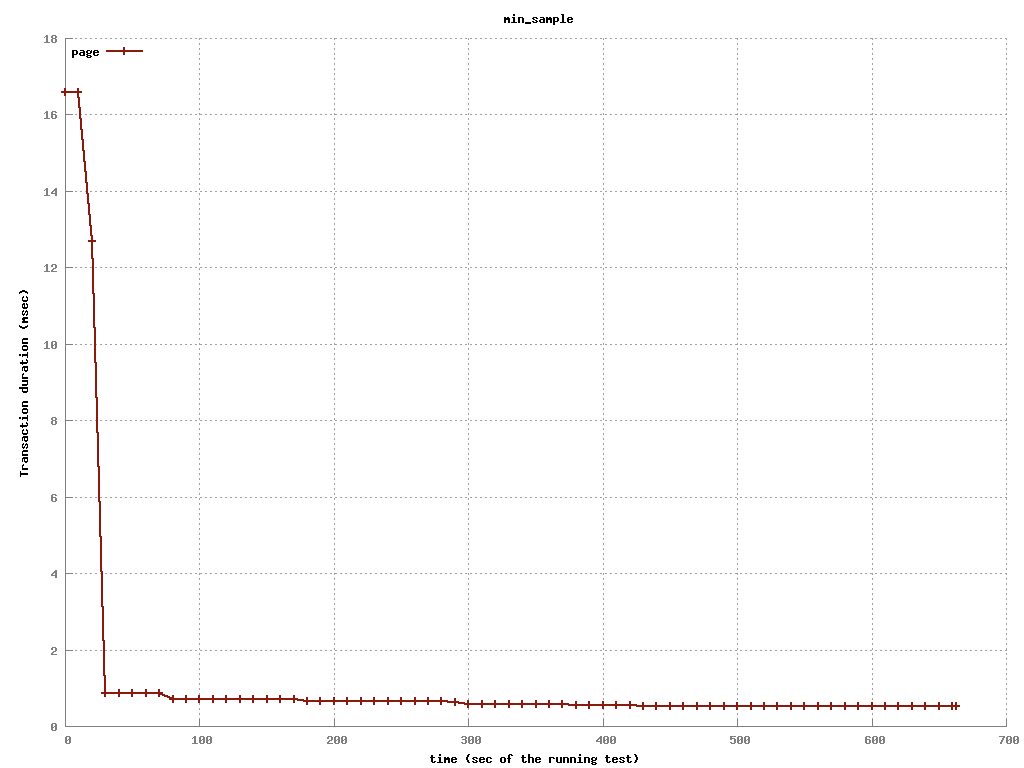 min_sample
page
18
16
14
12
10
8
6
4
2
0
Transaction duration (msec)
0 100 200 300 400 500 600 700
time (sec of the running test)